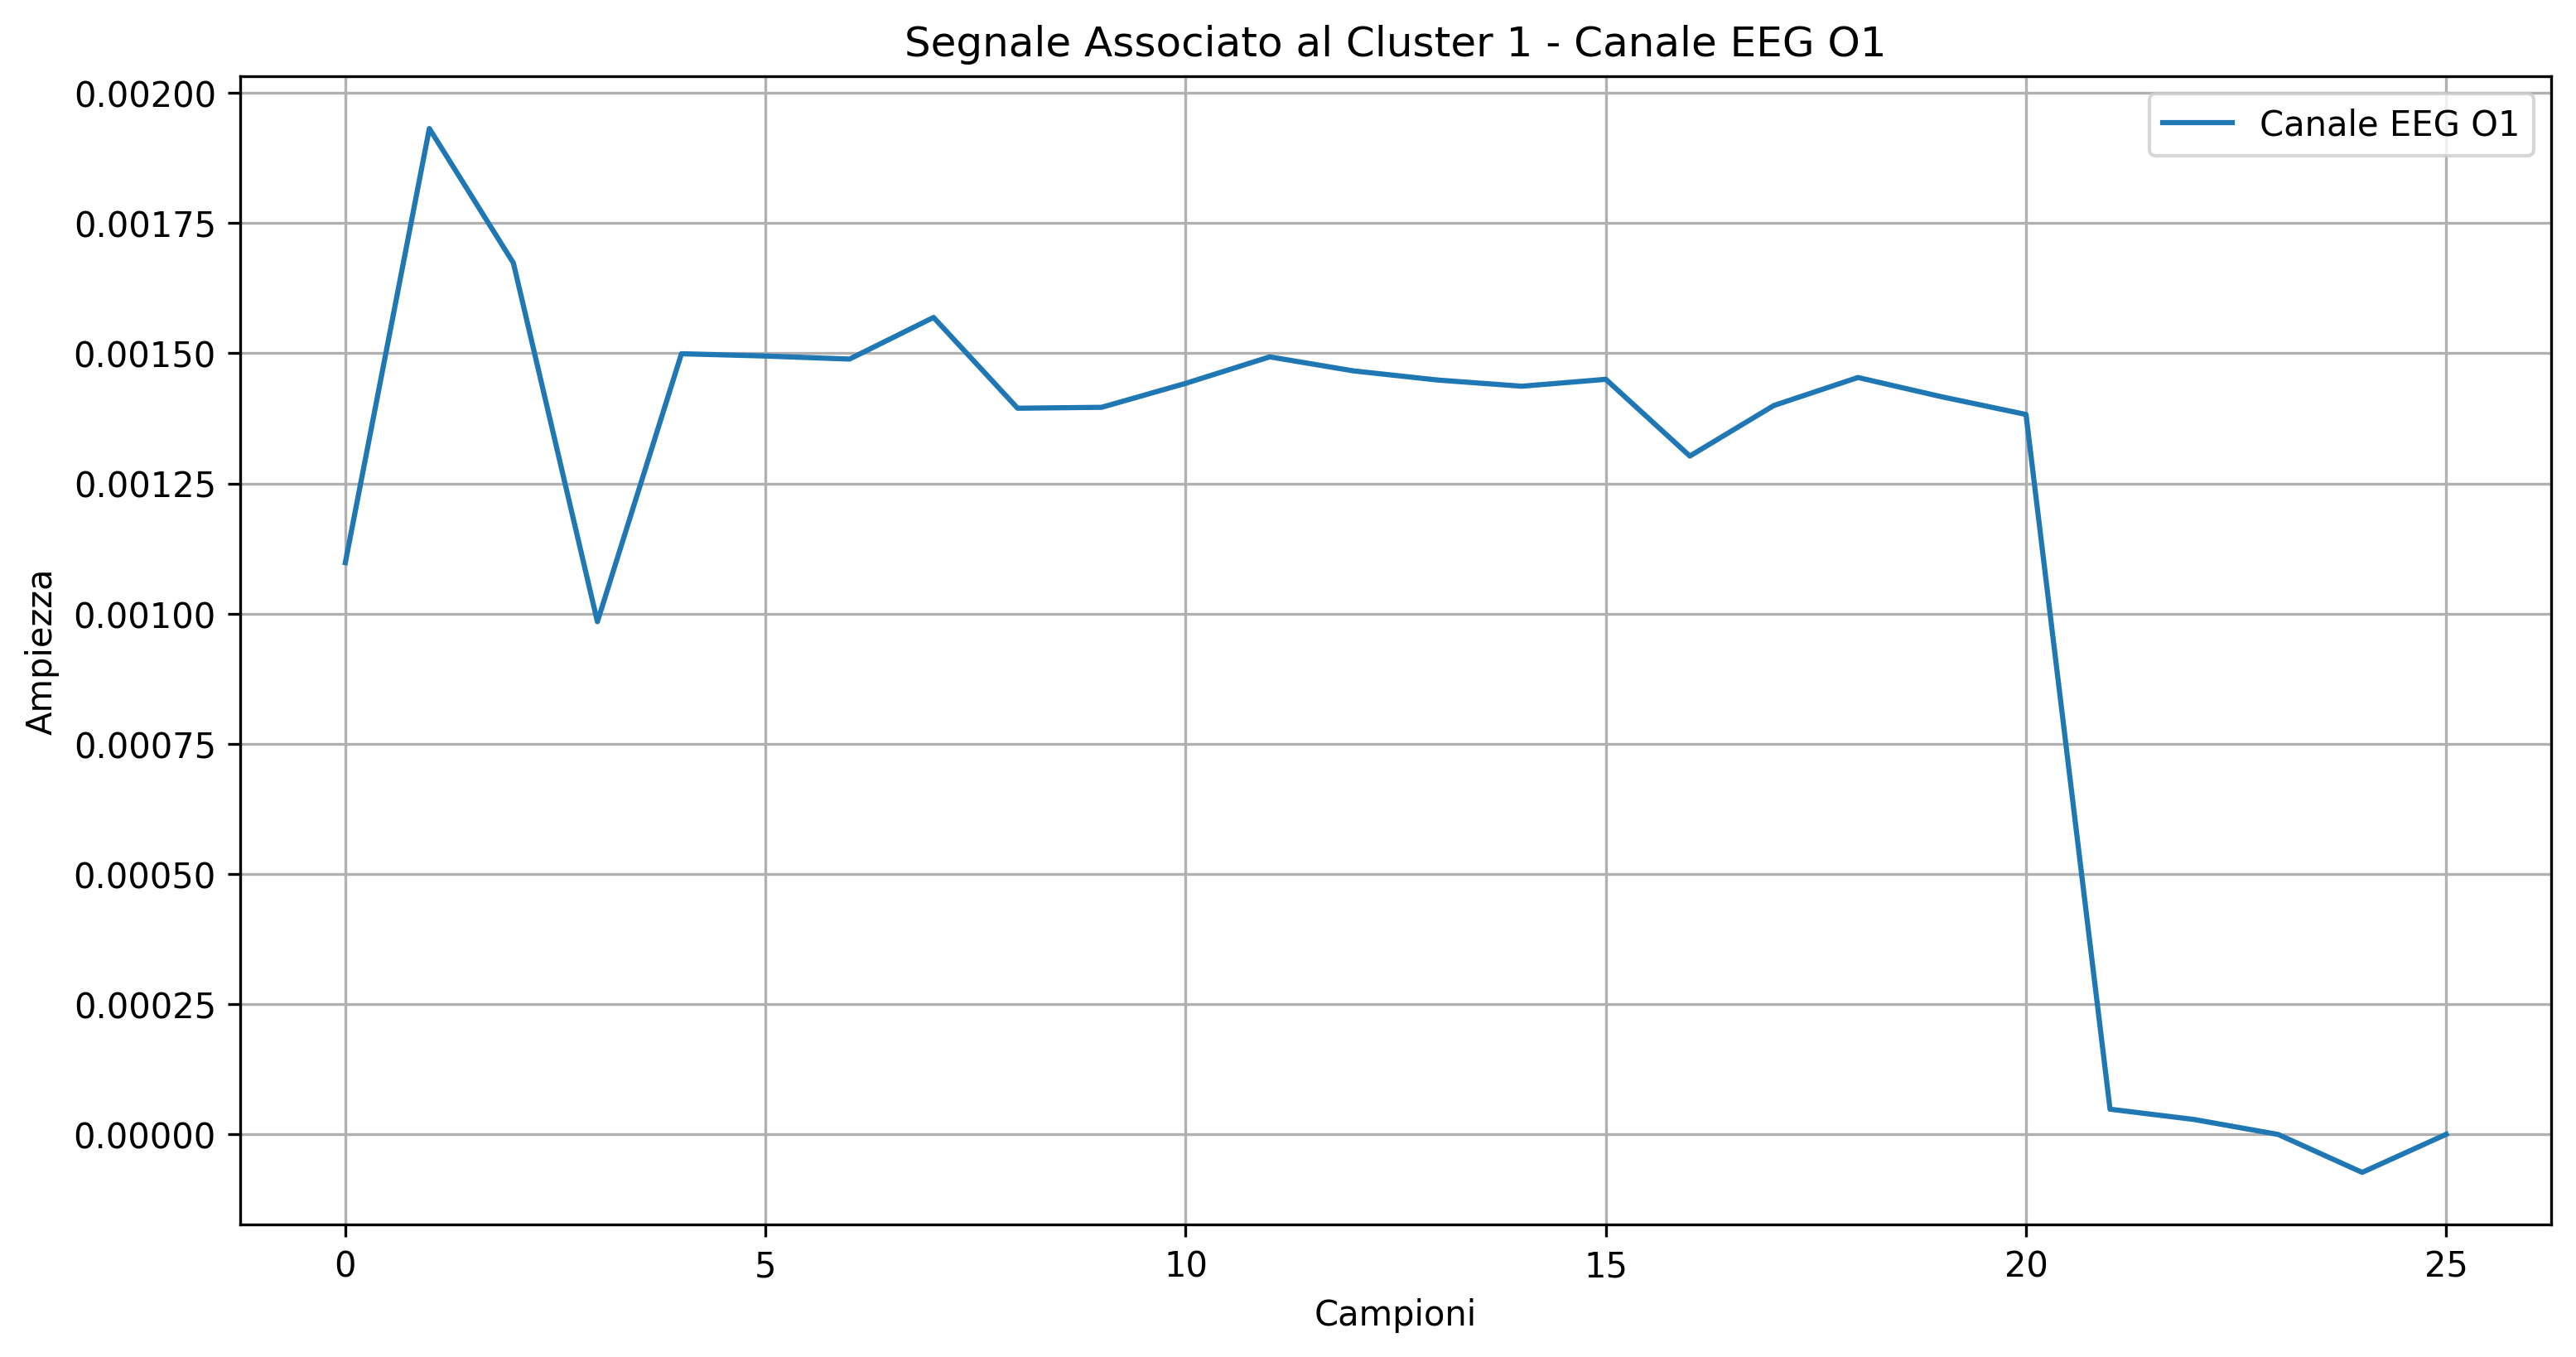 Segnale Associato al Cluster 1 - Canale EEG O1
Canale EEG O1
Ampiezza
0.00200
0.00175
0.00150
0.00125
0.00100
0.00075
0.00050
0.00025
0.00000
0 5 10 15 20 25
Campioni